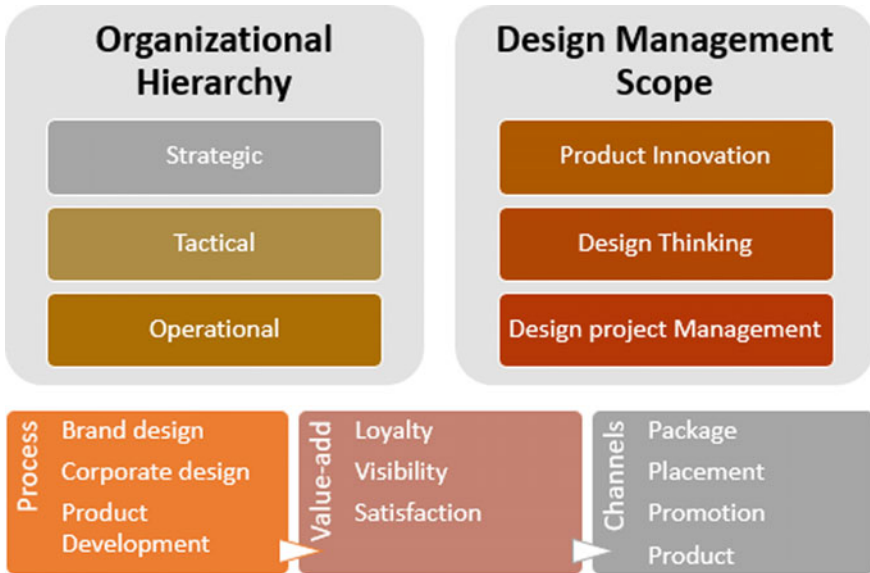 Organizational
Hierarchy
Strategic
Tactical
Operational
Design Management
Scope
Product Innovation
Design Thinking
Design project Management
Process
Brand design
Corporate design
Product
Development
Value-add
Loyalty
Visibility
Satisfaction
Channels
Package
Placement
Promotion
Product